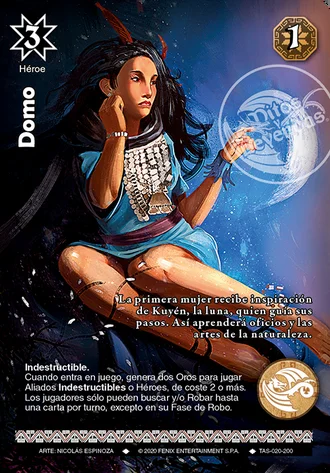 3
1
Héroe
Domo
Mitos
Leyendas
La primera mujer recibe inspiración
de Kuyén, la luna, quien guía sus
pasos. Así aprenderá oficios y las
artes de la naturaleza.
Indestructible.
Cuando entra en juego, genera dos Oros para jugar
Aliados Indestructibles o Héroes, de coste 2 o más.
Los jugadores sólo pueden buscar y/o Robar hasta
una carta por turno, excepto en su Fase de Robo.
ARTE: NICOLÁS ESPINOZA ◆ © 2020 FENIX ENTERTAINMENT S.P.A. ◆ TAS-020-200